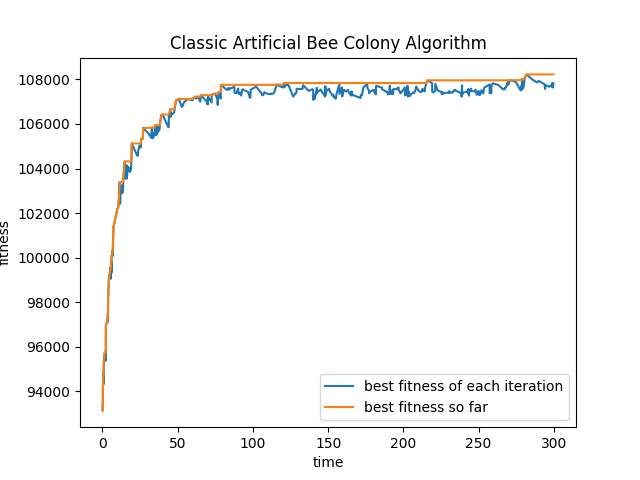 Classic Artificial Bee Colony Algorithm
108000
106000
104000
102000
100000
98000
96000
94000
fitness
0 50 100 150 200 250 300
time
best fitness of each iteration
best fitness so far